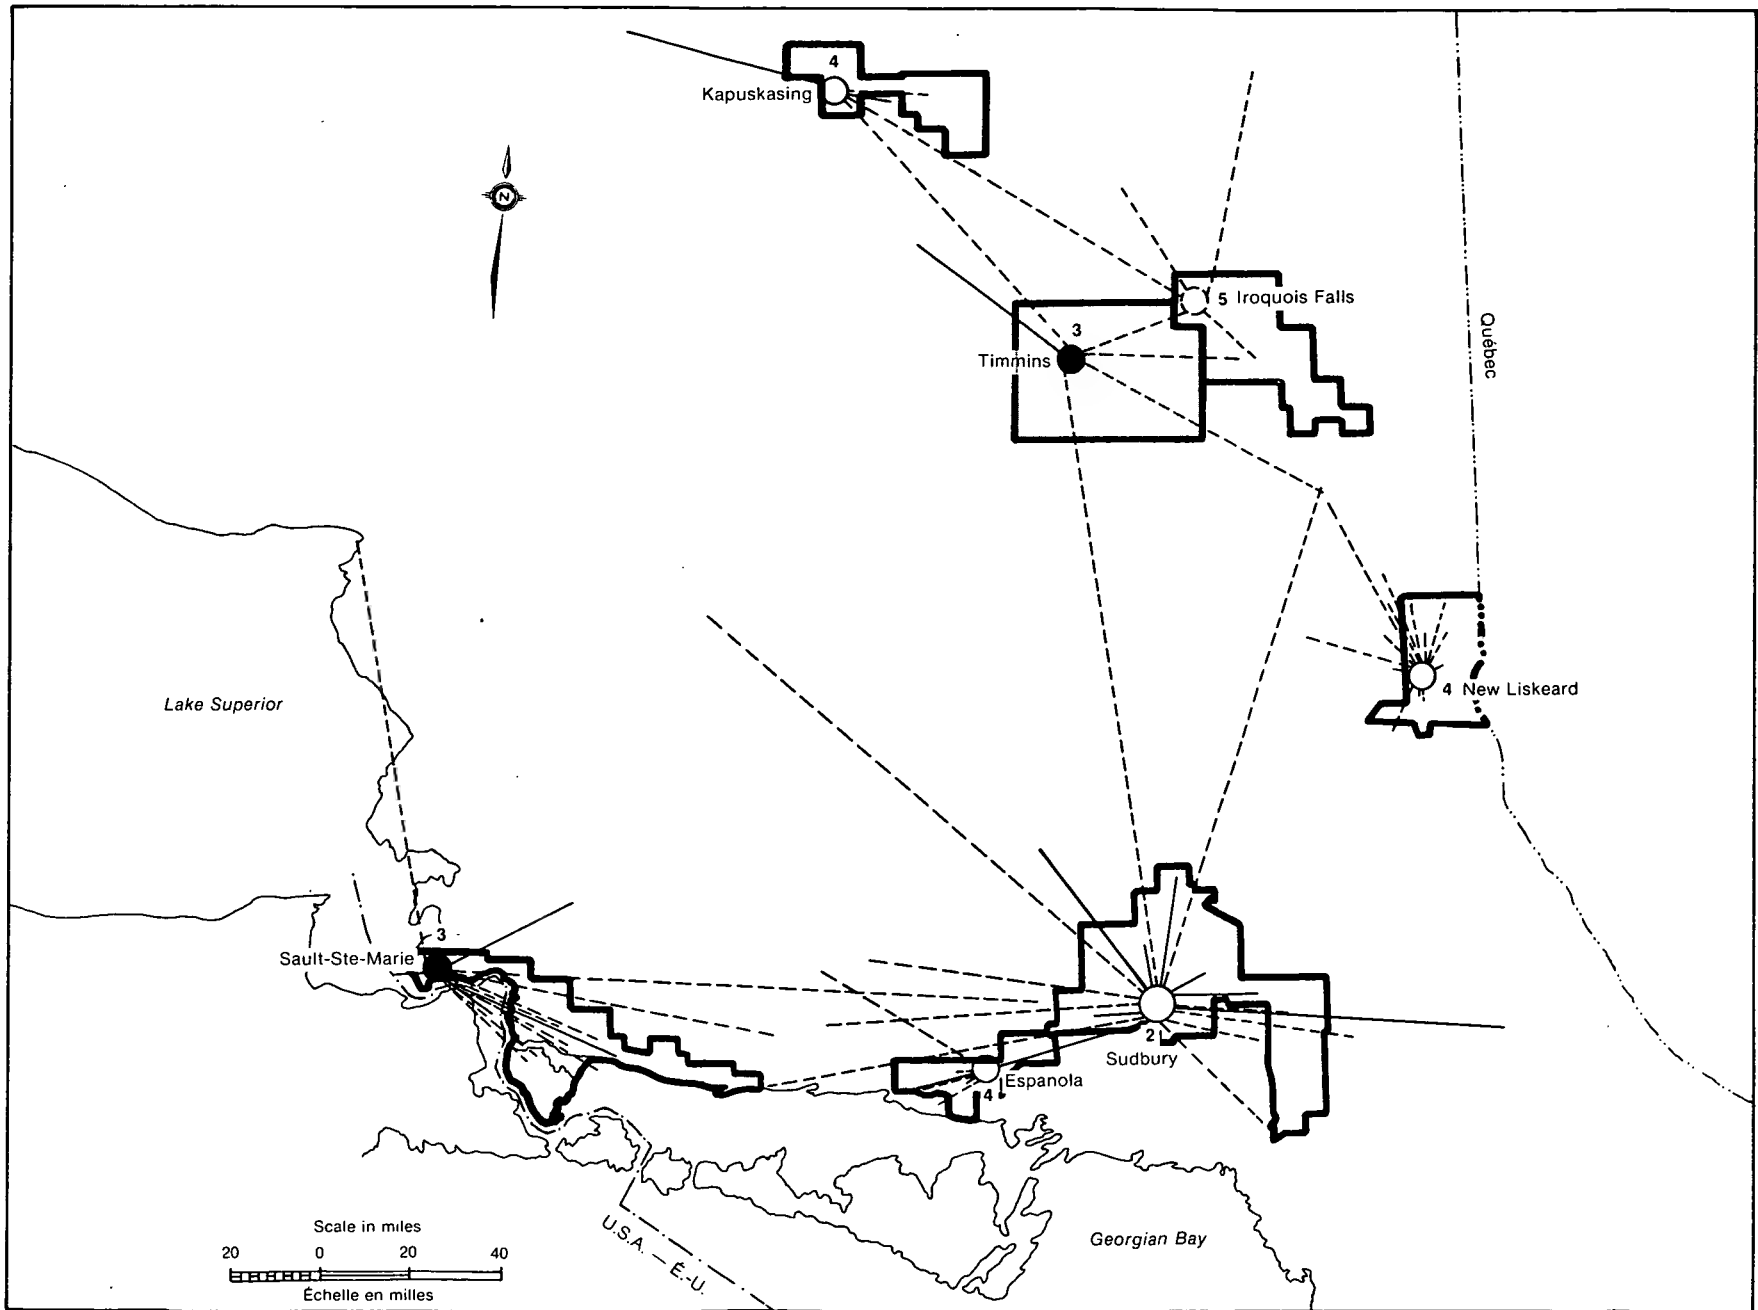 4
Kapuskasing
N
5 Iroquois Falls
3
Timmins
Québec
4 New Liskeard
Lake Superior
3
Sault-Ste-Marie
2
Sudbury
Espanola
4
Georgian Bay
U.S.A. — É.-U.
Scale in miles
20 0 20 40
Échelle en milles